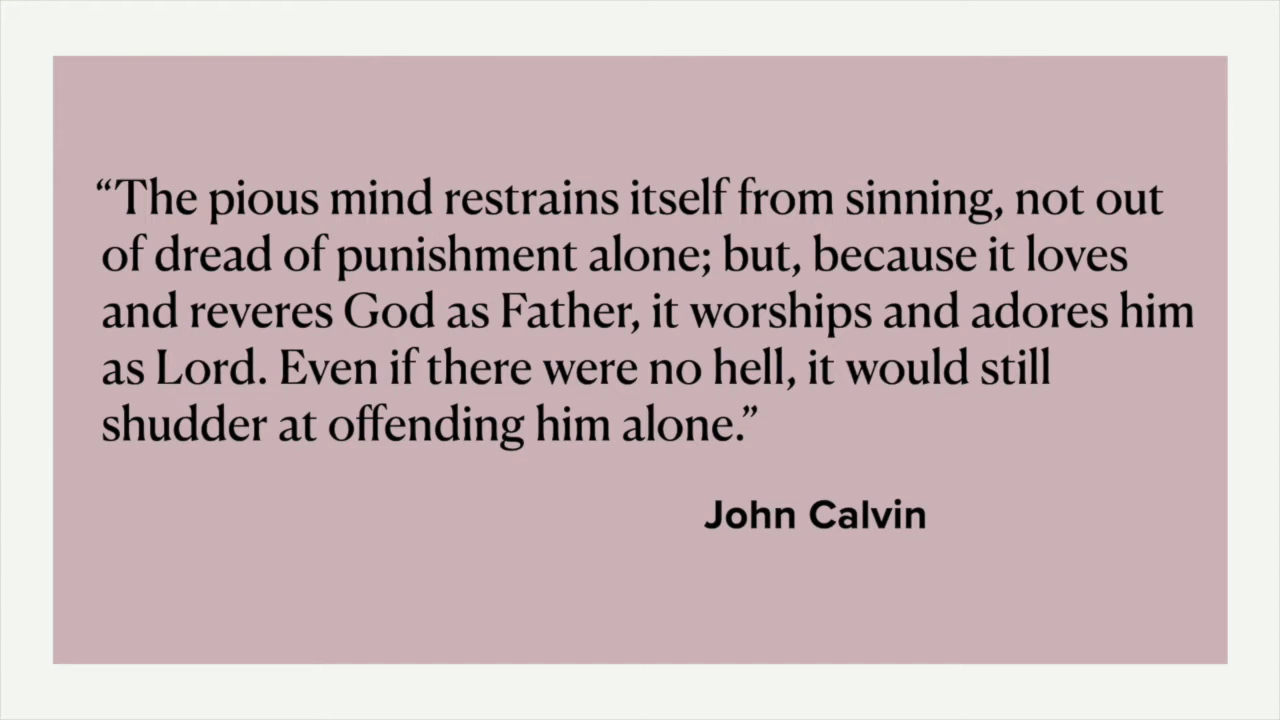 “The pious mind restrains itself from sinning, not out
of dread of punishment alone; but, because it loves
and reveres God as Father, it worships and adores him
as Lord. Even if there were no hell, it would still
shudder at offending him alone.”
John Calvin